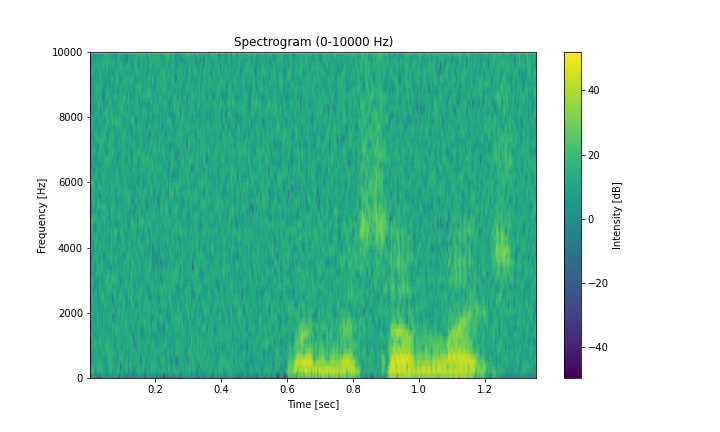 Spectrogram (0-10000 Hz)
10000
8000
6000
4000
2000
0
Frequency [Hz]
0.2 0.4 0.6 0.8 1.0 1.2
Time [sec]
40
20
0
−20
−40
Intensity [dB]